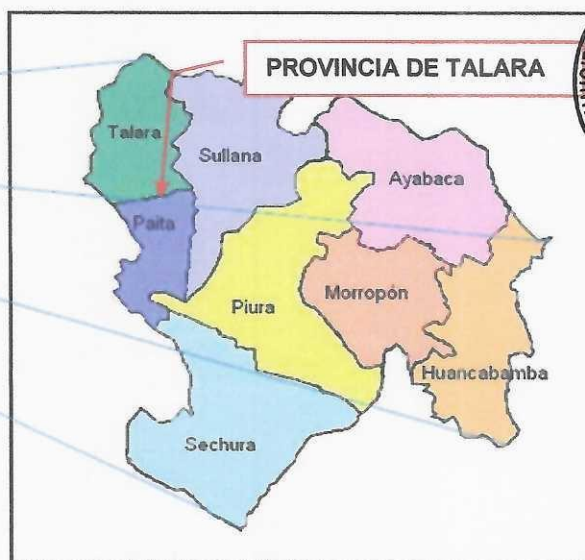 PROVINCIA DE TALARA
Talara
Sullana
Ayabaca
Paita
Piura
Morropón
Huancabamba
Sechura